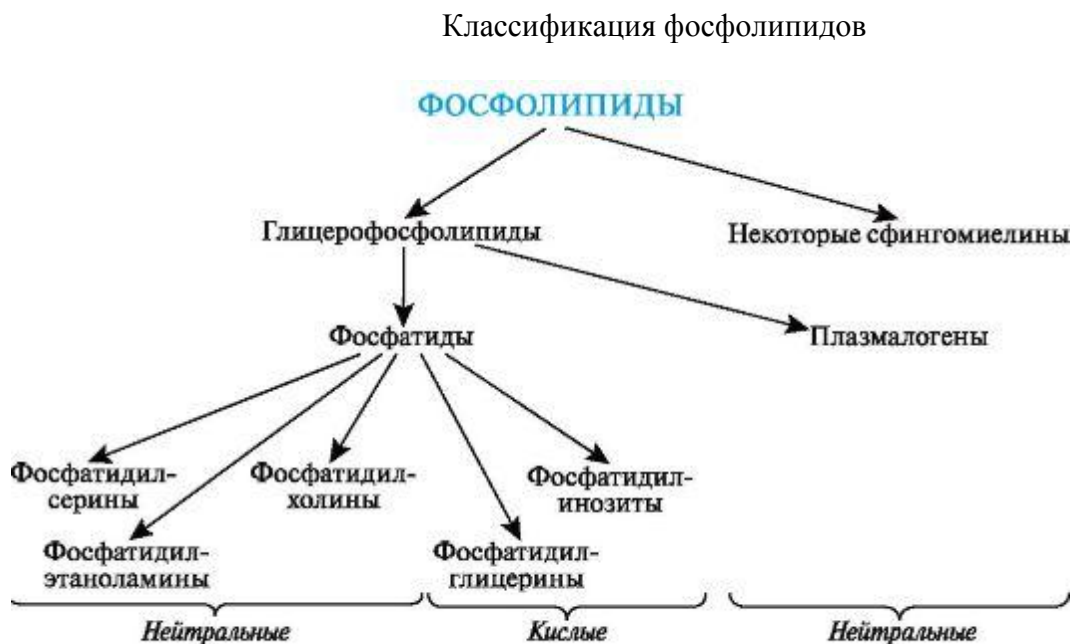 Классификация фосфолипидов
ФОСФОЛИПИДЫ
Глицерофосфолипиды
Некоторые сфингомиелины
Фосфатиды
Плазмалогены
Фосфатидил-
серины
Фосфатидил-
холины
Фосфатидил-
инозиты
Фосфатидил-
этаноламины
Фосфатидил-
глицерины
Нейтральные
Кислые
Нейтральные